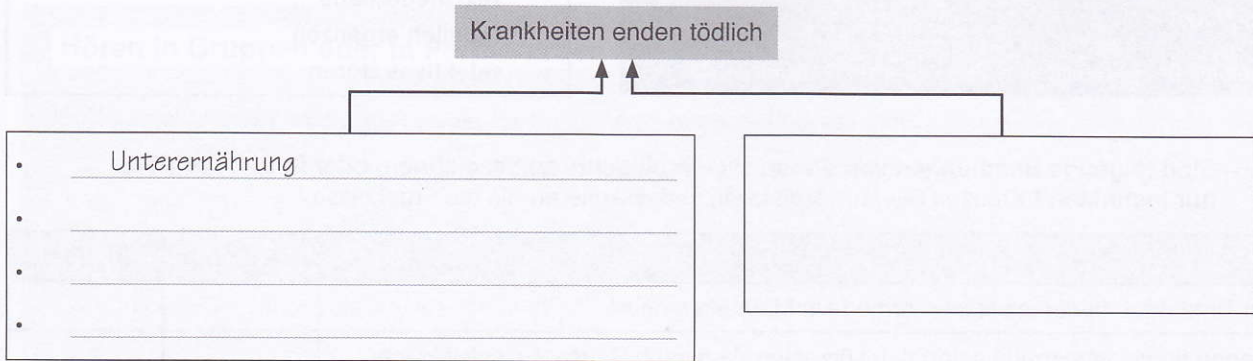 Krankheiten enden tödlich
• Unterernährung
•
•
•